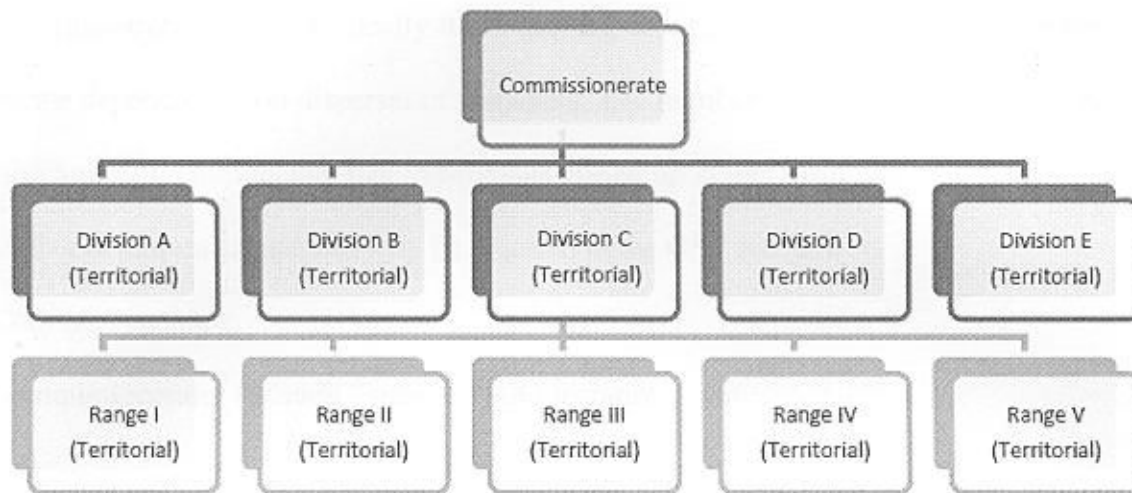 Commissionerate
Division A
(Territorial)
Division B
(Territorial)
Division C
(Territorial)
Division D
(Territorial)
Division E
(Territorial)
Range I
(Territorial)
Range II
(Territorial)
Range III
(Territorial)
Range IV
(Territorial)
Range V
(Territorial)